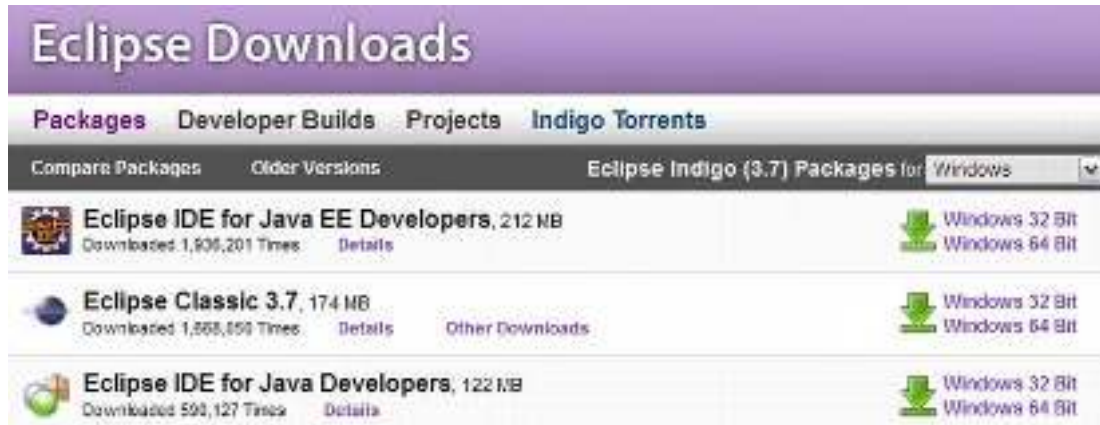 Eclipse Downloads
Packages Developer Builds Projects Indigo Torrents
Compare Packages Older Versions Eclipse Indigo (3.7) Packages for Windows
Eclipse IDE for Java EE Developers, 212 MB
Windows 32 Bit
Downloaded 1,936,201 Times Details
Windows 64 Bit
Eclipse Classic 3.7, 174 MB
Windows 32 Bit
Downloaded Times Details Other Downloads
Windows 64 Bit
Eclipse IDE for Java Developers, 122 MB
Windows 32 Bit
Downloaded 590,127 Times Details
Windows 64 Bit